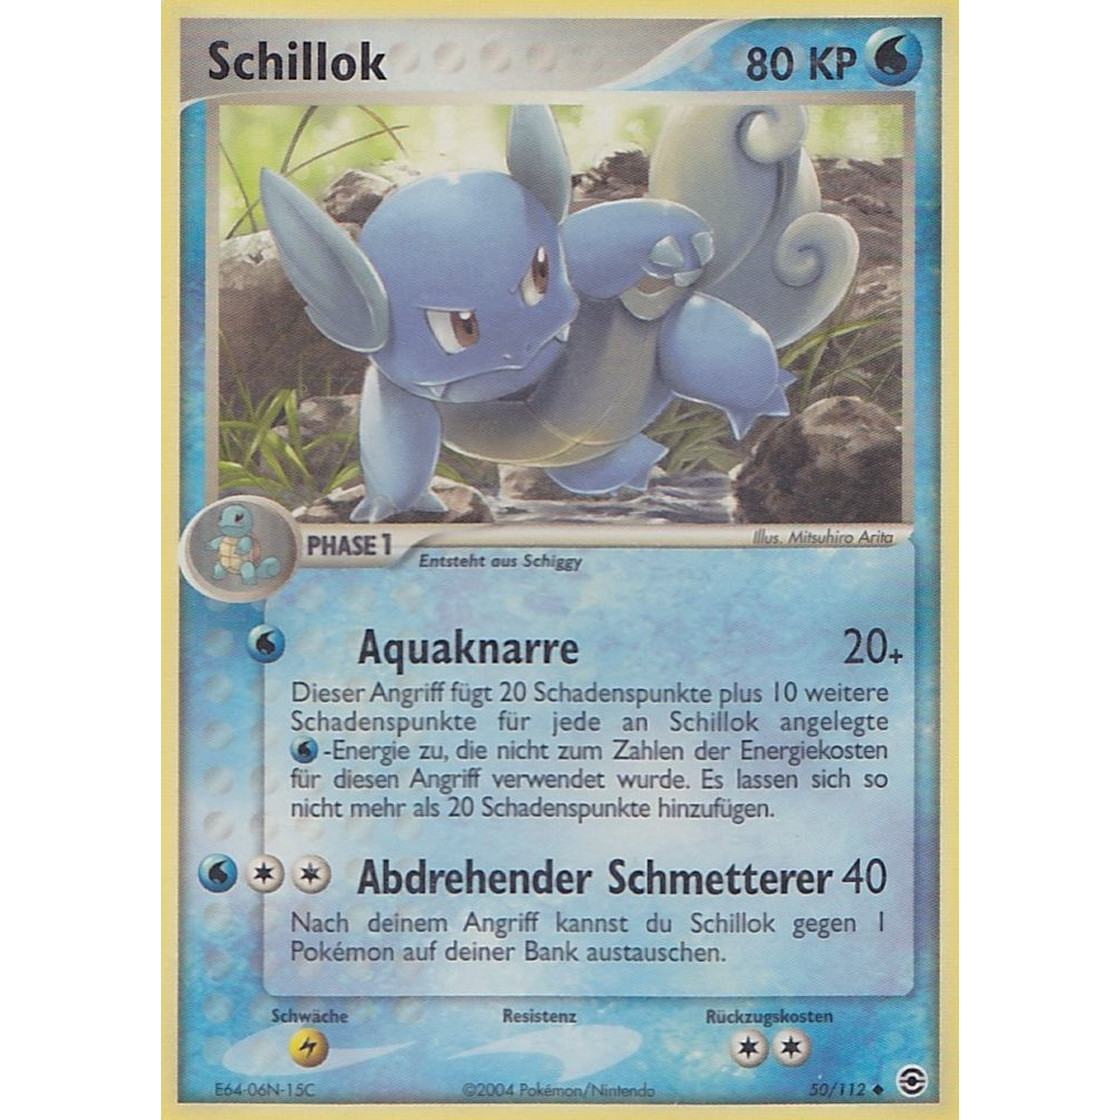 Schillok
80 KP
Illus. Mitsuhiro Arita
PHASE 1
Entsteht aus Schiggy
Aquaknarre 20+
Dieser Angriff fügt 20 Schadenspunkte plus 10 weitere
Schadenspunkte für jede an Schillok angelegte
-Energie zu, die nicht zum Zahlen der Energiekosten
für diesen Angriff verwendet wurde. Es lassen sich so
nicht mehr als 20 Schadenspunkte hinzufügen.
Abdrehender Schmetterer 40
Nach deinem Angriff kannst du Schillok gegen 1
Pokémon auf deiner Bank austauschen.
Schwäche Resistenz Rückzugskosten
E64-06N-15C ©2004 Pokémon/Nintendo 50/112